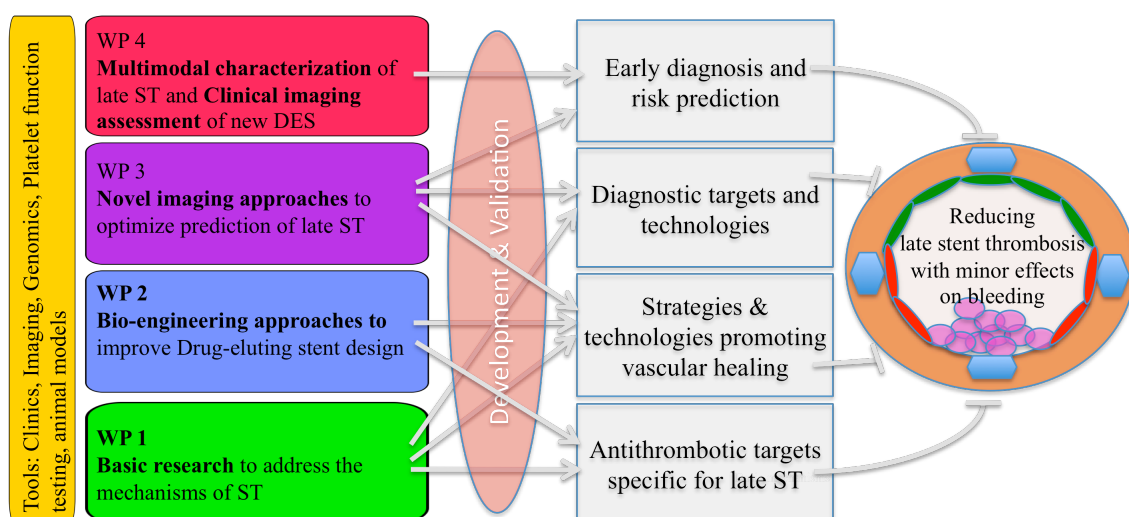 Tools: Clinics, Imaging, Genomics, Platelet function
testing, animal models
WP 4
Multimodal characterization of
late ST and Clinical imaging
assessment of new DES
WP 3
Novel imaging approaches to
optimize prediction of late ST
WP 2
Bio-engineering approaches to
improve Drug-eluting stent design
WP 1
Basic research to address the
mechanisms of ST
Development & Validation
Early diagnosis and
risk prediction
Diagnostic targets and
technologies
Strategies &
technologies promoting
vascular healing
Antithrombotic targets
specific for late ST
Reducing
late stent thrombosis
with minor effects
on bleeding